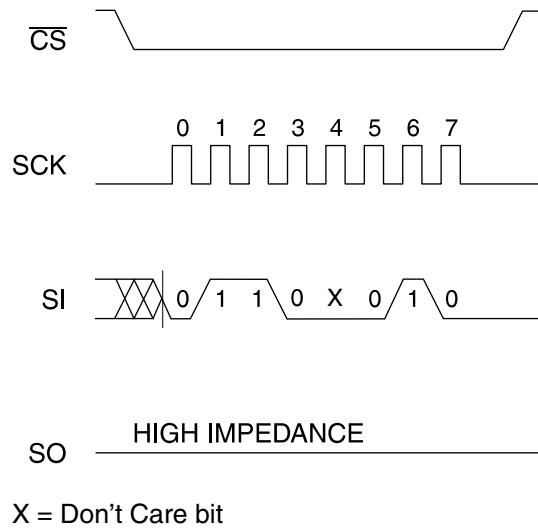 CS
0 1 2 3 4 5 6 7
SCK
SI 0 1 1 0 X 0 1 0
HIGH IMPEDANCE
SO
X = Don't Care bit